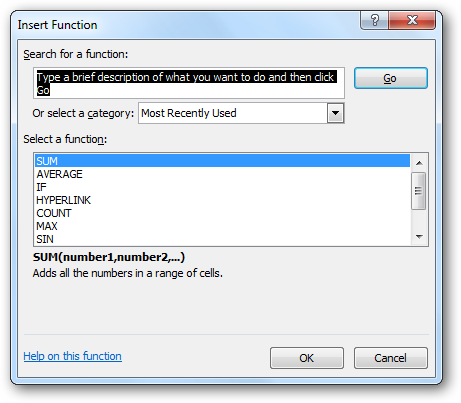 Insert Function
Search for a function:
Type a brief description of what you want to do and then click
Go
Go
Or select a category: Most Recently Used
Select a function:
SUM
AVERAGE
IF
HYPERLINK
COUNT
MAX
SIN
SUM(number1,number2,...)
Adds all the numbers in a range of cells.
Help on this function
OK
Cancel